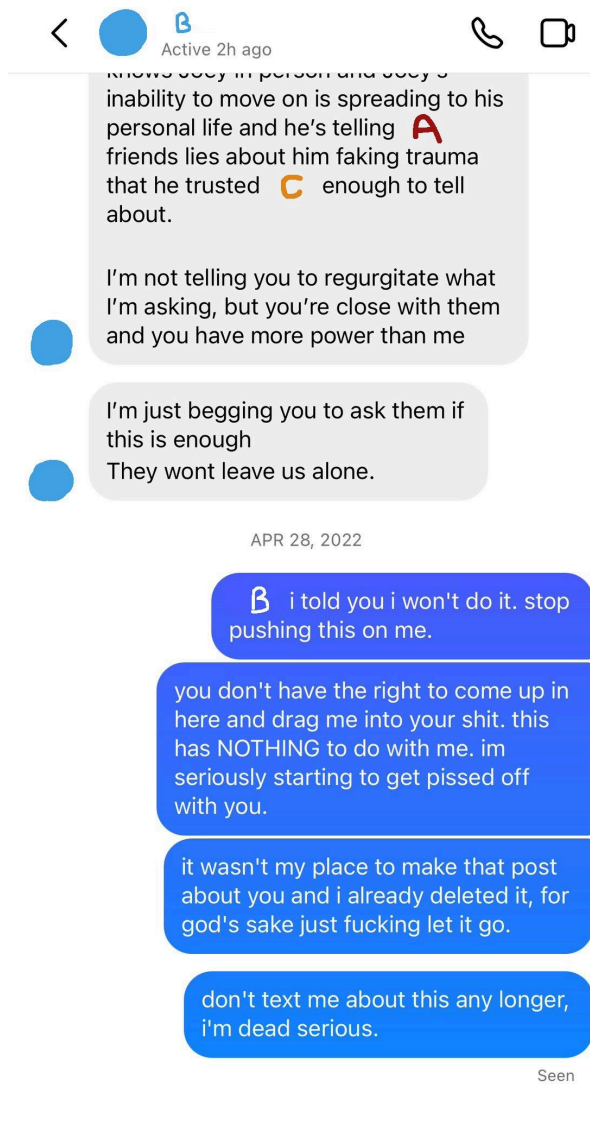 B
Active 2h ago
knows Joey in person and Joey's
inability to move on is spreading to his
personal life and he's telling A
friends lies about him faking trauma
that he trusted C enough to tell
about.
I'm not telling you to regurgitate what
I'm asking, but you're close with them
and you have more power than me
I'm just begging you to ask them if
this is enough
They wont leave us alone.
APR 28, 2022
B i told you i won't do it. stop
pushing this on me.
you don't have the right to come up in
here and drag me into your shit. this
has NOTHING to do with me. im
seriously starting to get pissed off
with you.
it wasn't my place to make that post
about you and i already deleted it, for
god's sake just fucking let it go.
don't text me about this any longer,
i'm dead serious.
Seen